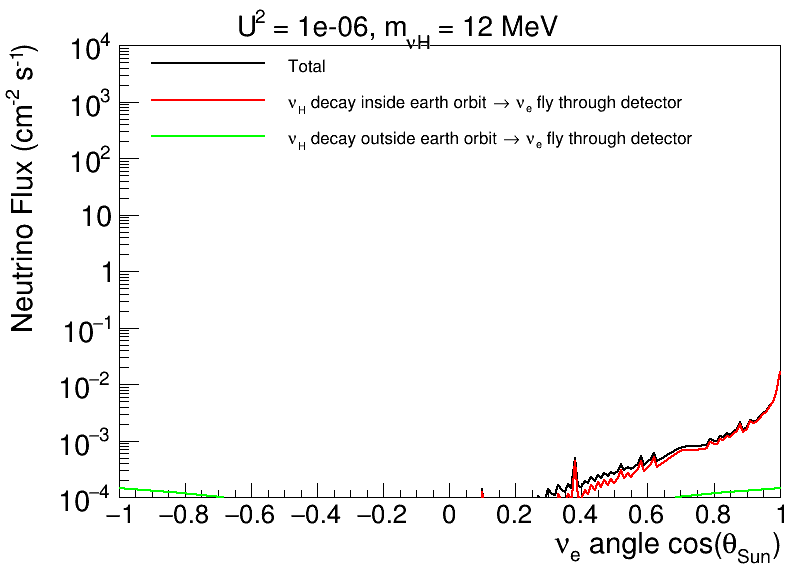 U² = 1e-06, m_νH = 12 MeV
Neutrino Flux (cm⁻² s⁻¹)
Total
ν_H decay inside earth orbit → ν_e fly through detector
ν_H decay outside earth orbit → ν_e fly through detector
10⁴
10³
10²
10
1
10⁻¹
10⁻²
10⁻³
10⁻⁴
−1 −0.8 −0.6 −0.4 −0.2 0 0.2 0.4 0.6 0.8 1
ν_e angle cos(θ_Sun)